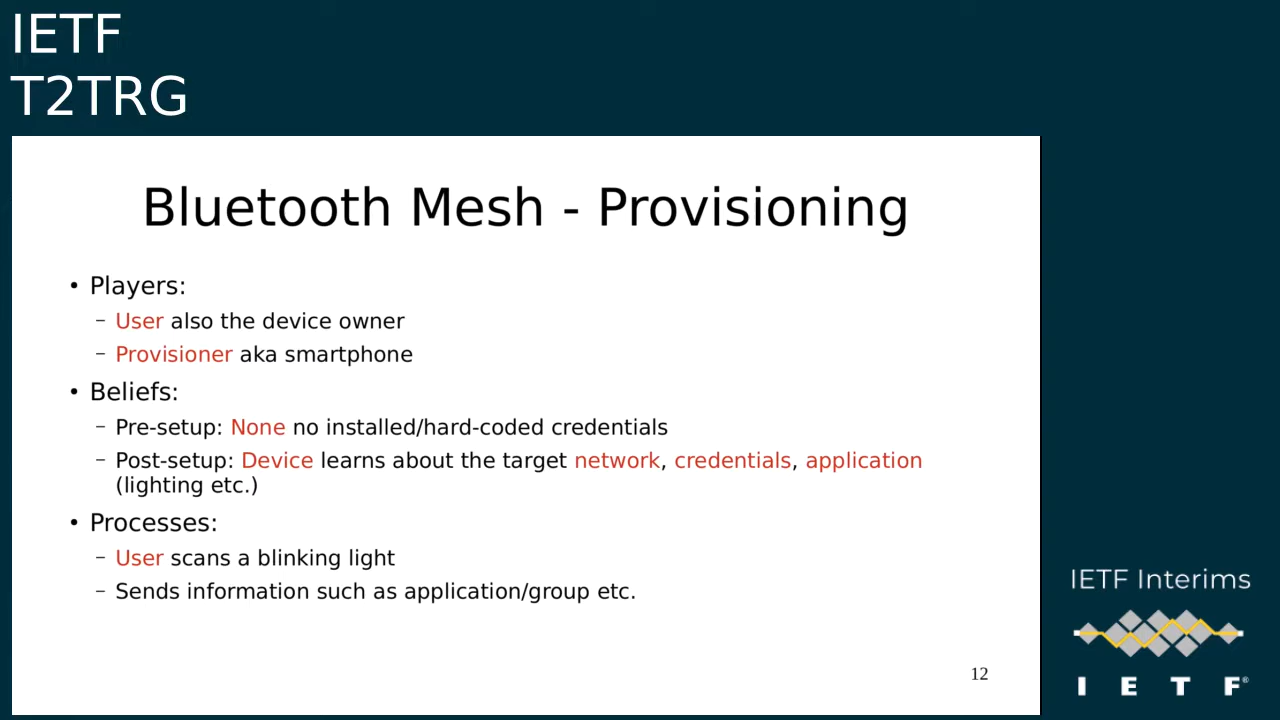 IETF
T2TRG
Bluetooth Mesh - Provisioning
• Players:
– User also the device owner
– Provisioner aka smartphone
• Beliefs:
– Pre-setup: None no installed/hard-coded credentials
– Post-setup: Device learns about the target network, credentials, application
(lighting etc.)
• Processes:
– User scans a blinking light
– Sends information such as application/group etc.
12
IETF Interims
I E T F®